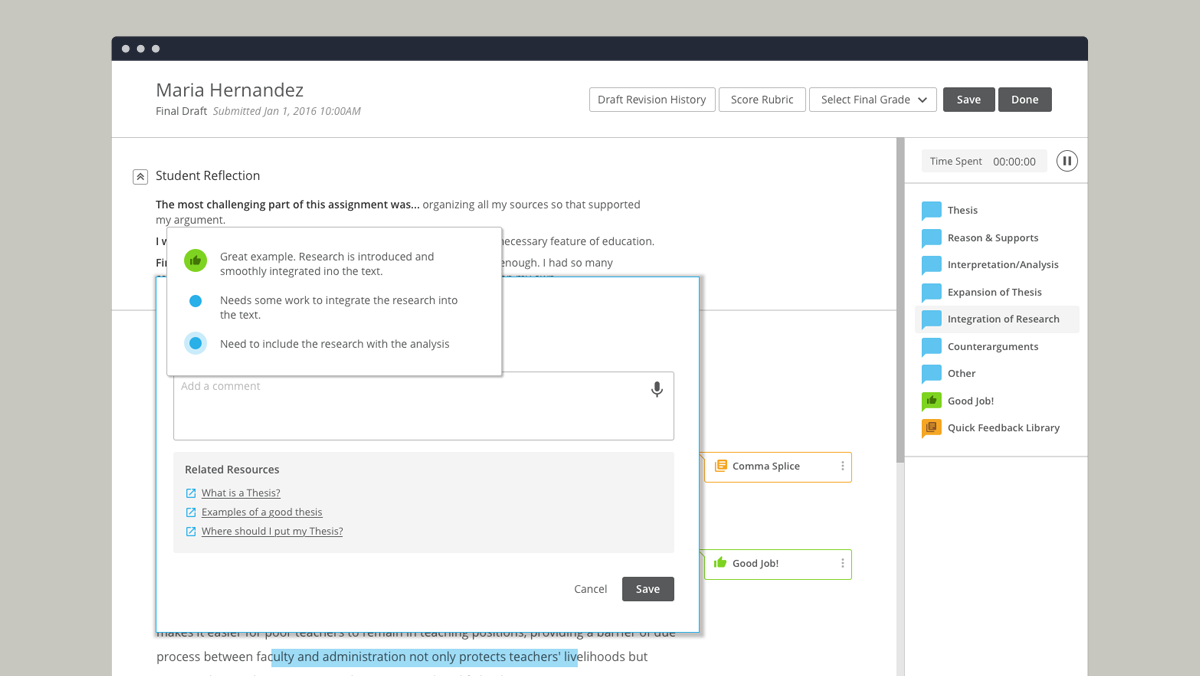 Maria Hernandez
Final Draft Submitted Jan 1, 2016 10:00AM
Draft Revision History
Score Rubric
Select Final Grade
Save
Done
Student Reflection
The most challenging part of this assignment was... organizing all my sources so that supported
my argument.
necessary feature of education.
enough. I had so many
Great example. Research is introduced and
smoothly integrated ino the text.
Needs some work to integrate the research into
the text.
Need to include the research with the analysis
Add a comment
Related Resources
What is a Thesis?
Examples of a good thesis
Where should I put my Thesis?
Cancel
Save
Comma Splice
Good Job!
makes it easier for poor teachers to remain in teaching positions, providing a barrier of due
process between faculty and administration not only protects teachers' livelihoods but
Time Spent 00:00:00
Thesis
Reason & Supports
Interpretation/Analysis
Expansion of Thesis
Integration of Research
Counterarguments
Other
Good Job!
Quick Feedback Library